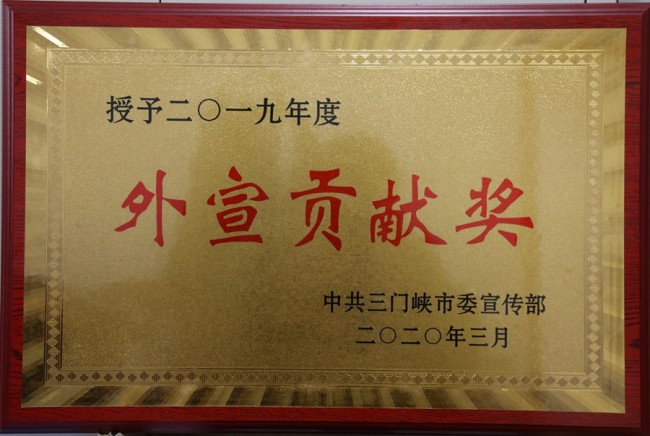 授予二〇一九年度
外宣贡献奖
中共三门峡市委宣传部
二〇二〇年三月